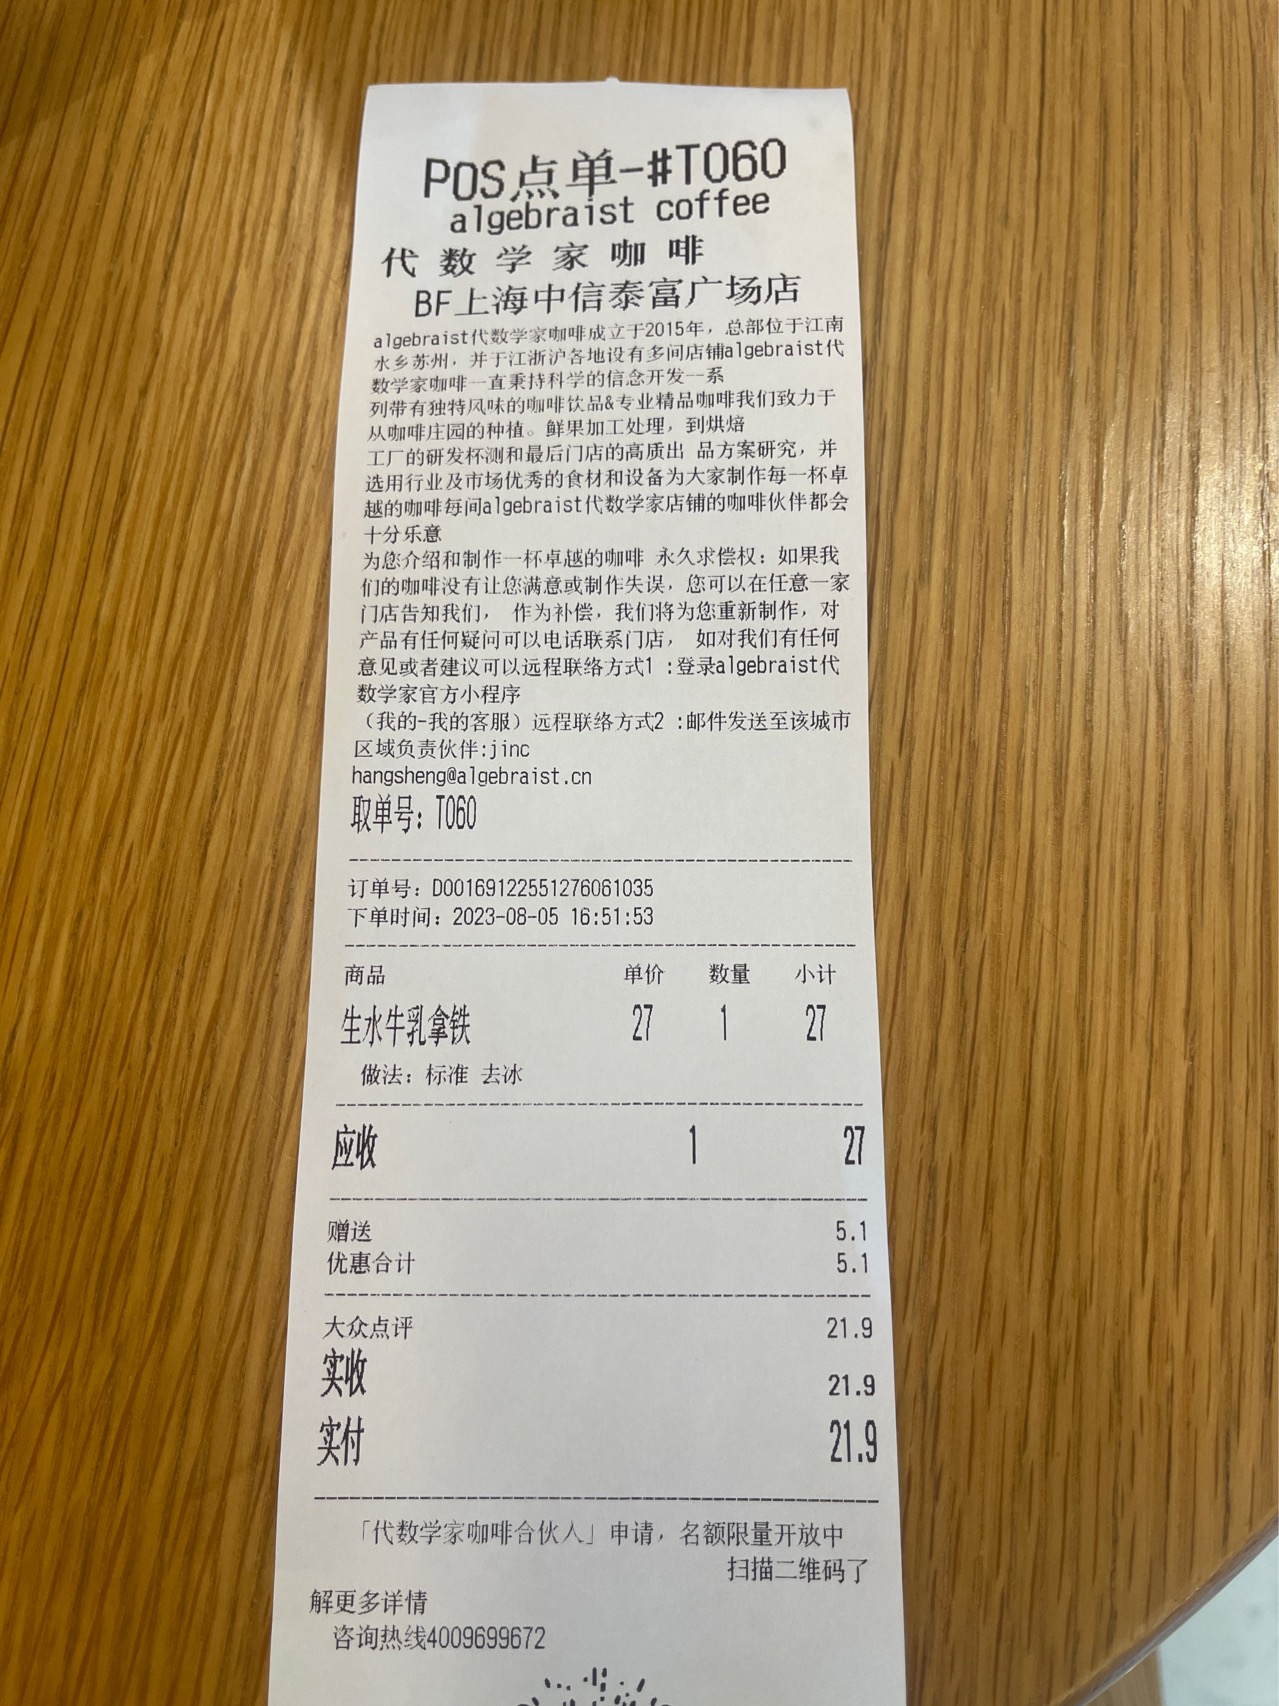 POS点单-#T060
algebraist coffee
代数学家咖啡
BF上海中信泰富广场店
algebraist代数学家咖啡成立于2015年，总部位于江南
水乡苏州，并于江浙沪各地设有多间店铺algebraist代
数学家咖啡一直秉持科学的信念开发一系
列带有独特风味的咖啡饮品&专业精品咖啡我们致力于
从咖啡庄园的种植。鲜果加工处理，到烘焙
工厂的研发杯测和最后门店的高质出 品方案研究，并
选用行业及市场优秀的食材和设备为大家制作每一杯卓
越的咖啡每间algebraist代数学家店铺的咖啡伙伴都会
十分乐意
为您介绍和制作一杯卓越的咖啡 永久求偿权：如果我
们的咖啡没有让您满意或制作失误，您可以在任意一家
门店告知我们， 作为补偿，我们将为您重新制作，对
产品有任何疑问可以电话联系门店， 如对我们有任何
意见或者建议可以远程联络方式1 :登录algebraist代
数学家官方小程序
（我的-我的客服）远程联络方式2 :邮件发送至该城市
区域负责伙伴:jinc
hangsheng@algebraist.cn
取单号：T060
订单号：D00169122551276061035
下单时间：2023-08-05 16:51:53
商品 单价 数量 小计
生水牛乳拿铁 27 1 27
做法：标准 去冰
应收 1 27
赠送 5.1
优惠合计 5.1
大众点评 21.9
实收 21.9
实付 21.9
「代数学家咖啡合伙人」申请，名额限量开放中
扫描二维码了
解更多详情
咨询热线4009699672